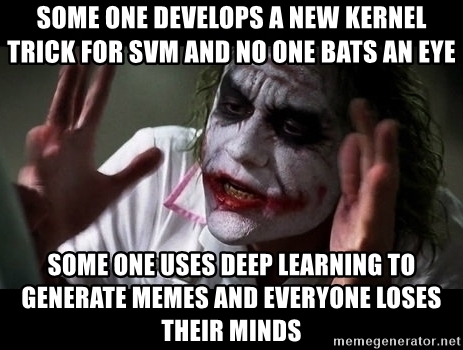 SOME ONE DEVELOPS A NEW KERNEL
TRICK FOR SVM AND NO ONE BATS AN EYE
SOME ONE USES DEEP LEARNING TO
GENERATE MEMES AND EVERYONE LOSES
THEIR MINDS
memegenerator.net